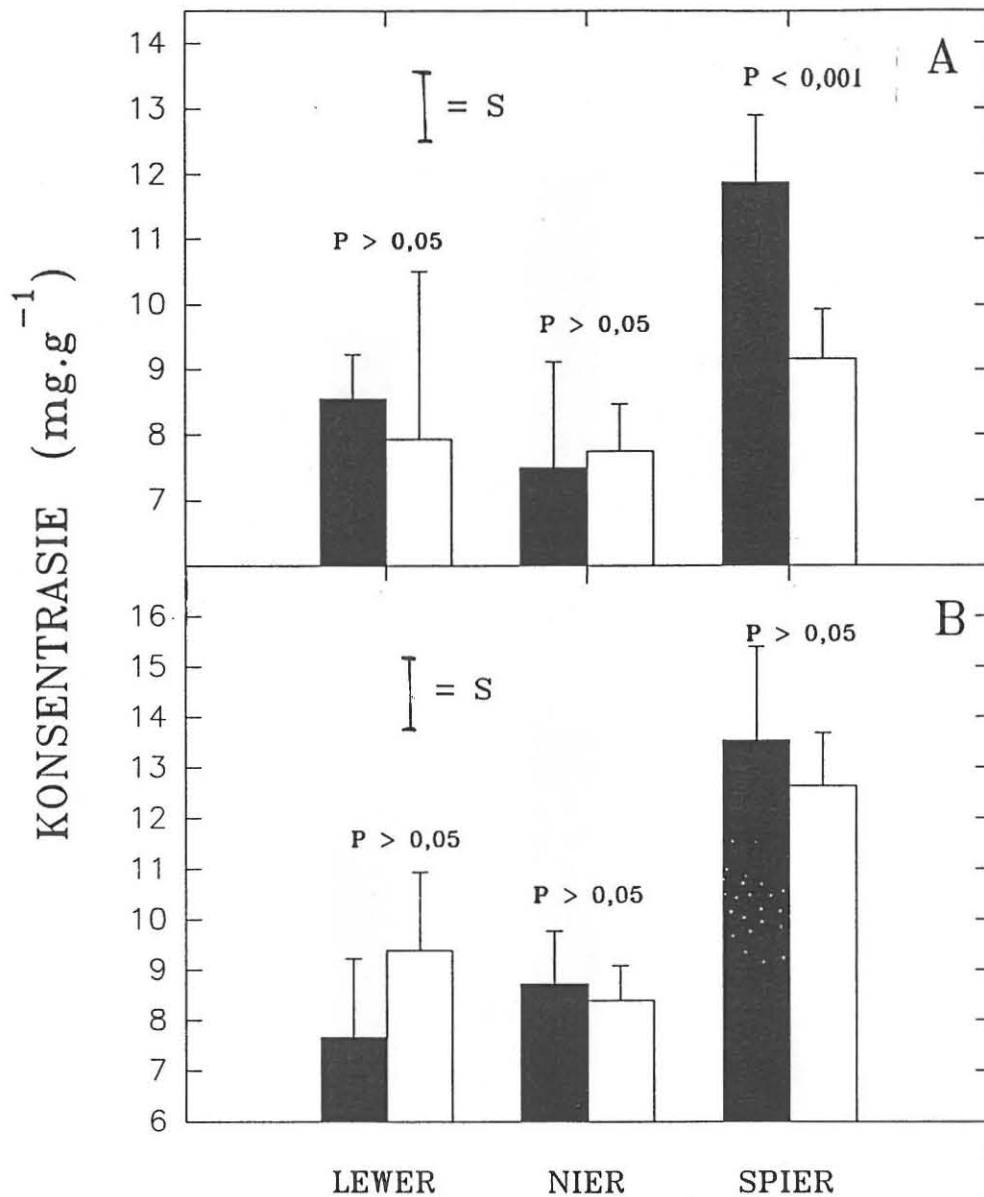 KONSENTRASIE (mg.g⁻¹)
A
14
13
12
11
10
9
8
7
= S
P > 0,05
P > 0,05
P < 0,001
B
16
15
14
13
12
11
10
9
8
7
6
= S
P > 0,05
P > 0,05
P > 0,05
LEWER NIER SPIER